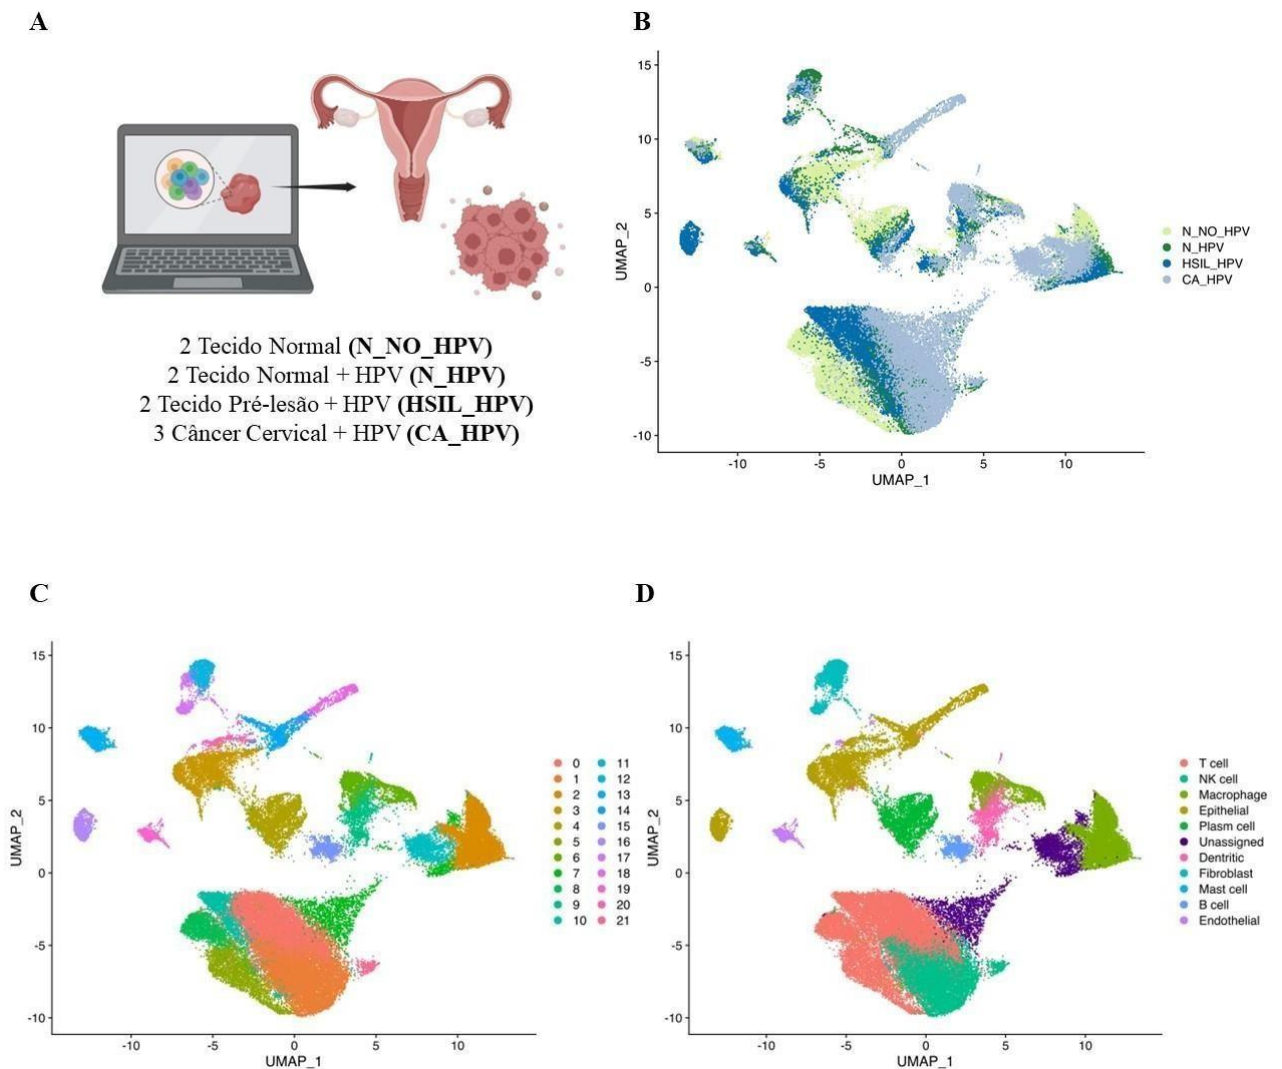 A
2 Tecido Normal (N_NO_HPV)
2 Tecido Normal + HPV (N_HPV)
2 Tecido Pré-lesão + HPV (HSIL_HPV)
3 Câncer Cervical + HPV (CA_HPV)
B
15
10
5
0
-5
-10
UMAP_2
-10 -5 0 5 10
UMAP_1
N_NO_HPV
N_HPV
HSIL_HPV
CA_HPV
C
15
10
5
0
-5
-10
UMAP_2
-10 -5 0 5 10
UMAP_1
0 11
1 12
2 13
3 14
4 15
5 16
6 17
7 18
8 19
9 20
10 21
D
15
10
5
0
-5
-10
UMAP_2
-10 -5 0 5 10
UMAP_1
T cell
NK cell
Macrophage
Epithelial
Plasm cell
Unassigned
Dentritic
Fibroblast
Mast cell
B cell
Endothelial